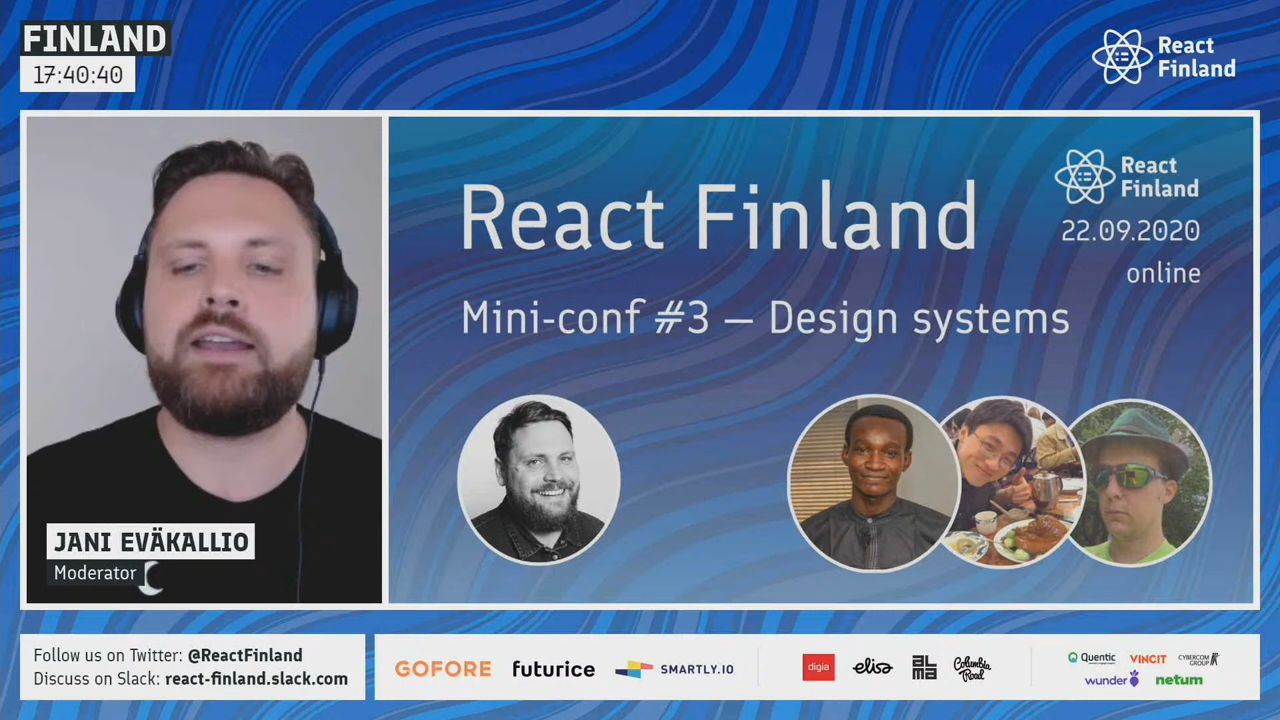 FINLAND
17:40:40
React
Finland
React Finland
Mini-conf #3 – Design systems
React
Finland
22.09.2020
online
JANI EVÄKALLIO
Moderator
Follow us on Twitter: @ReactFinland
Discuss on Slack: react-finland.slack.com
GOFORE
futurice
SMARTLY.IO
digia
elisa
ALMA
Columbia
Road
Quentic
VINCIT
CYBERCOM
GROUP
wunder
netum